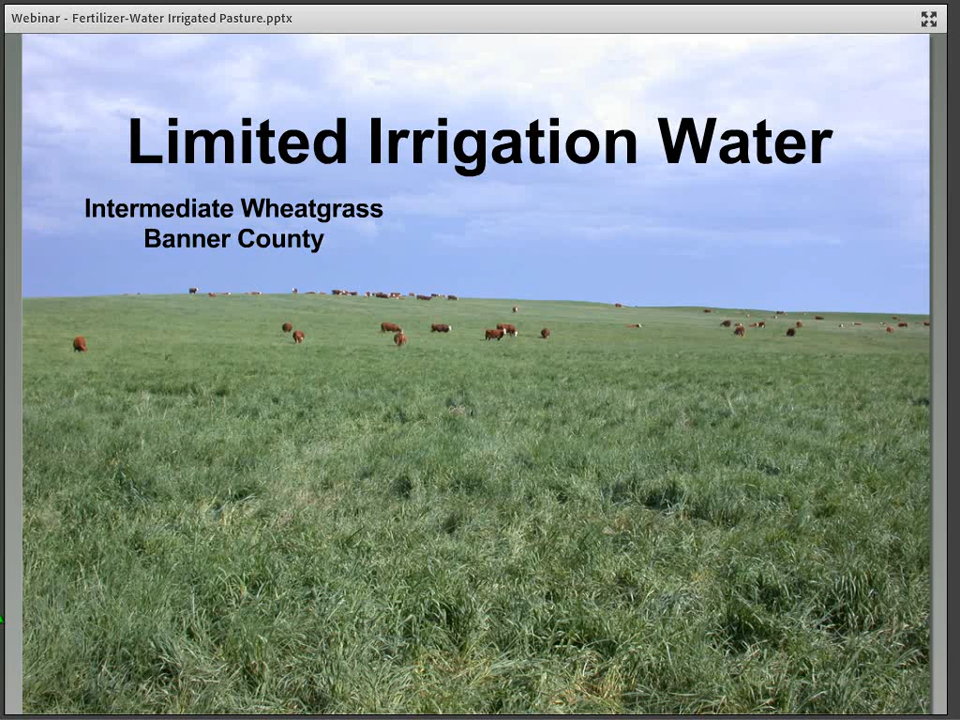 Webinar - Fertilizer-Water Irrigated Pasture.pptx
Limited Irrigation Water
Intermediate Wheatgrass
Banner County